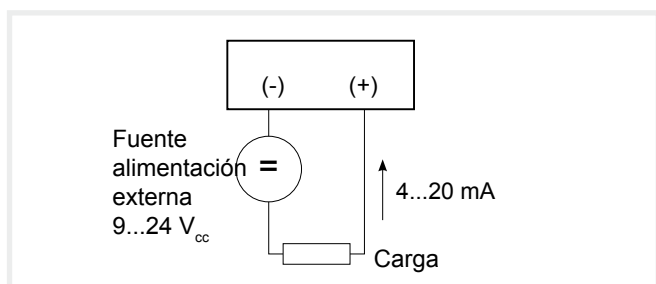 (-) (+)
Fuente
alimentación
externa
9...24 Vcc
=
4...20 mA
Carga